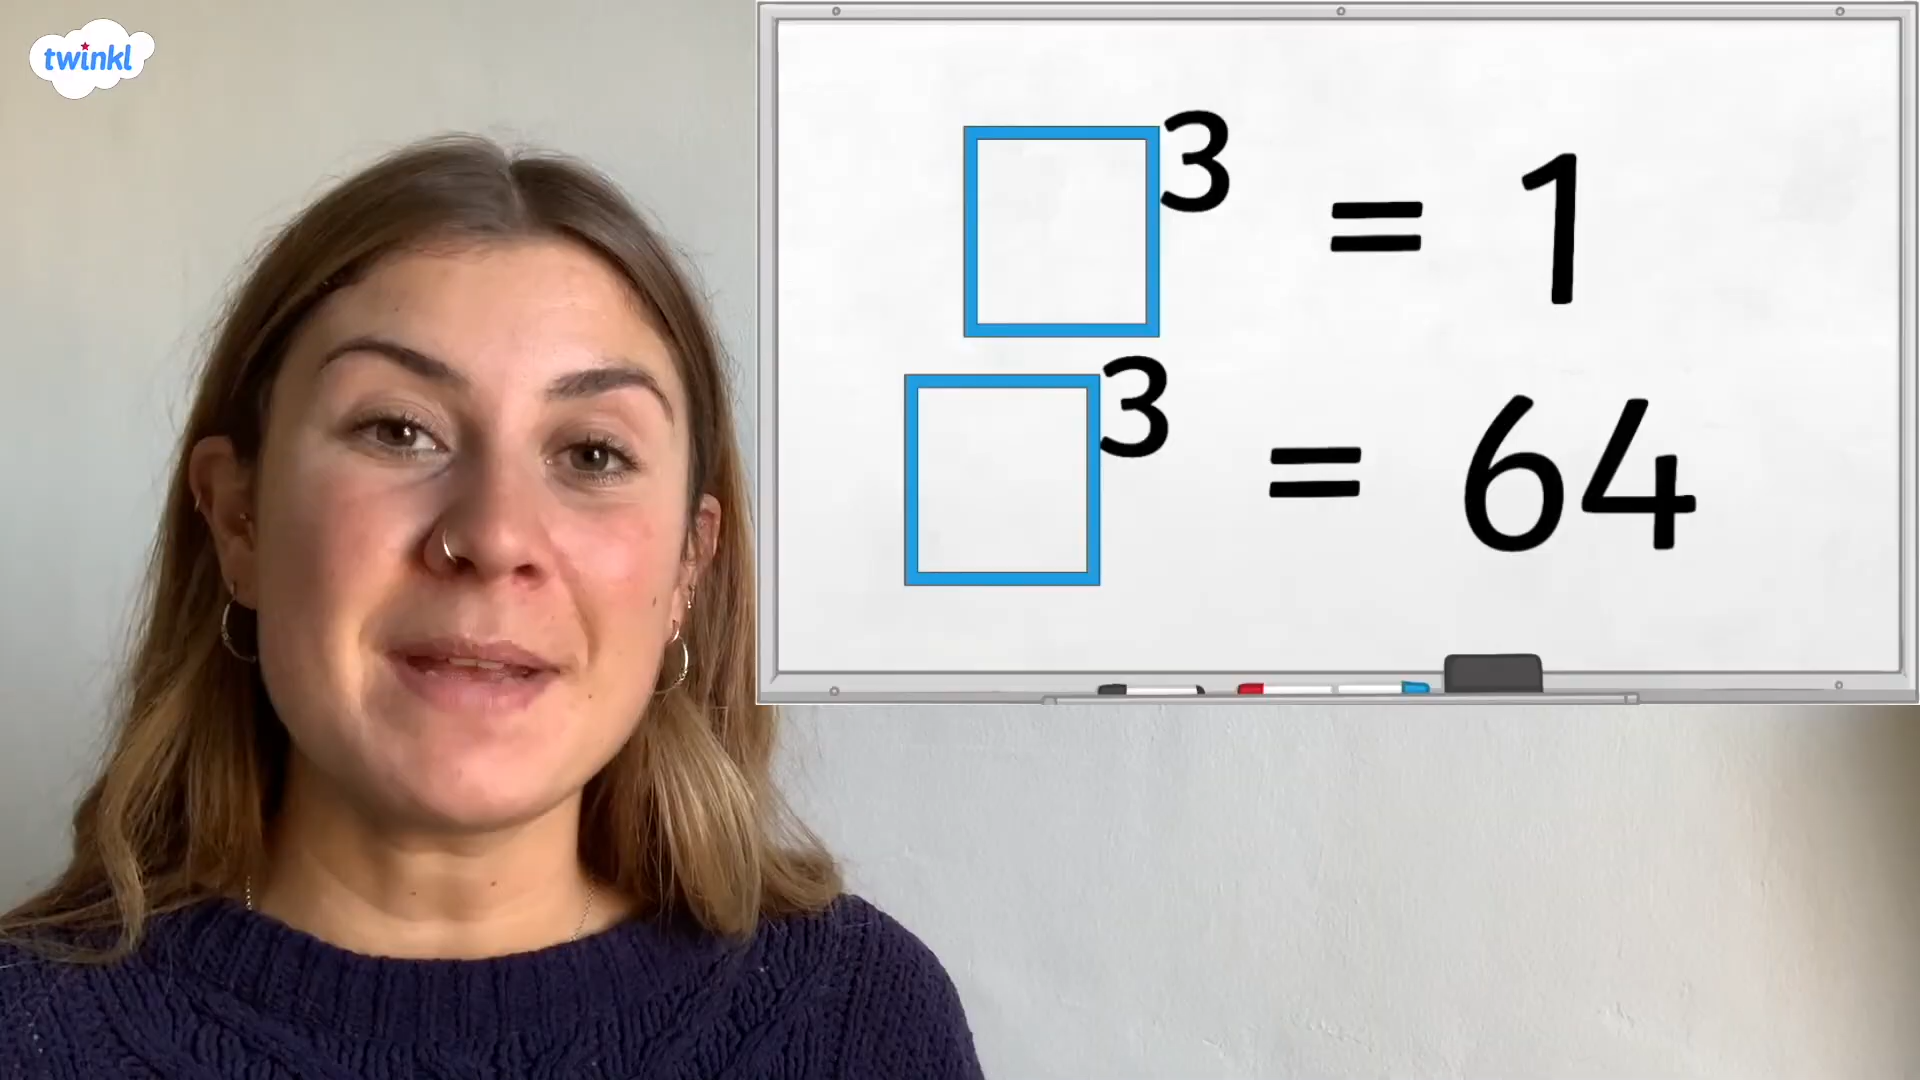 twinkl
□³ = 1
□³ = 64